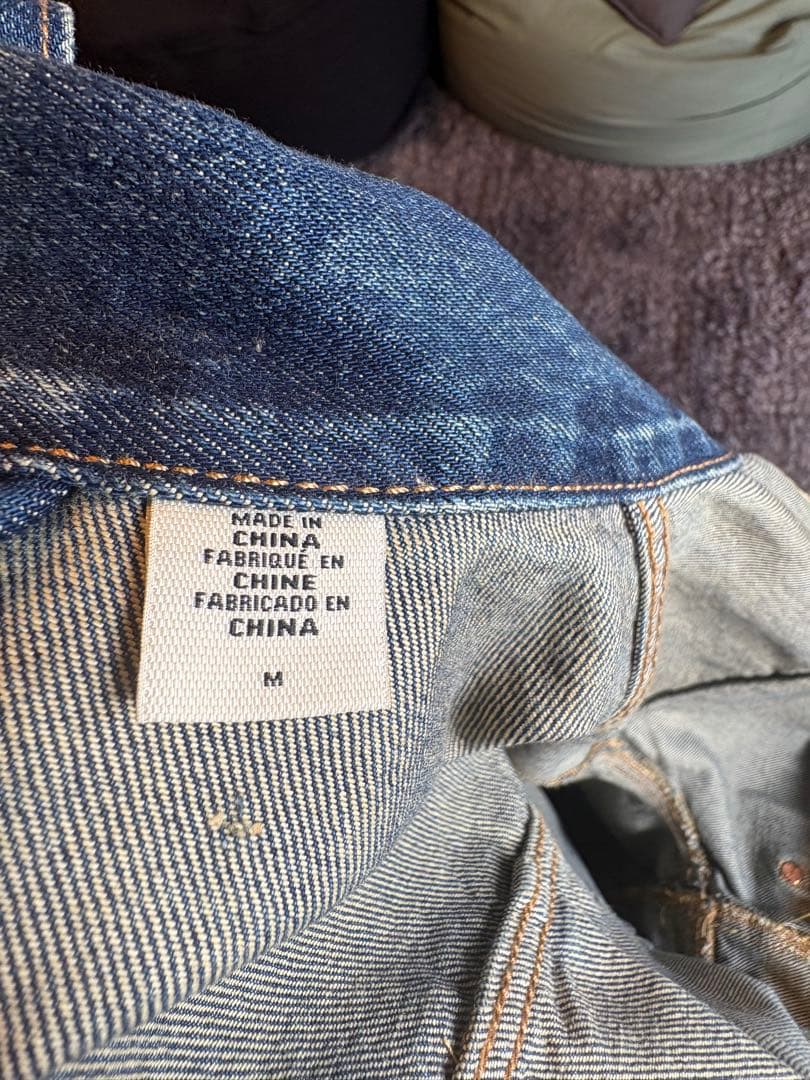 MADE IN
CHINA
FABRIQUÉ EN
CHINE
FABRICADO EN
CHINA
M